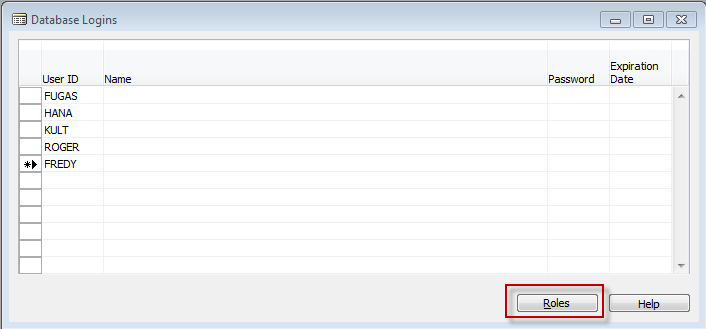 Database Logins
User ID Name Password Expiration
Date
FUGAS
HANA
KULT
ROGER
FREDY
Roles Help